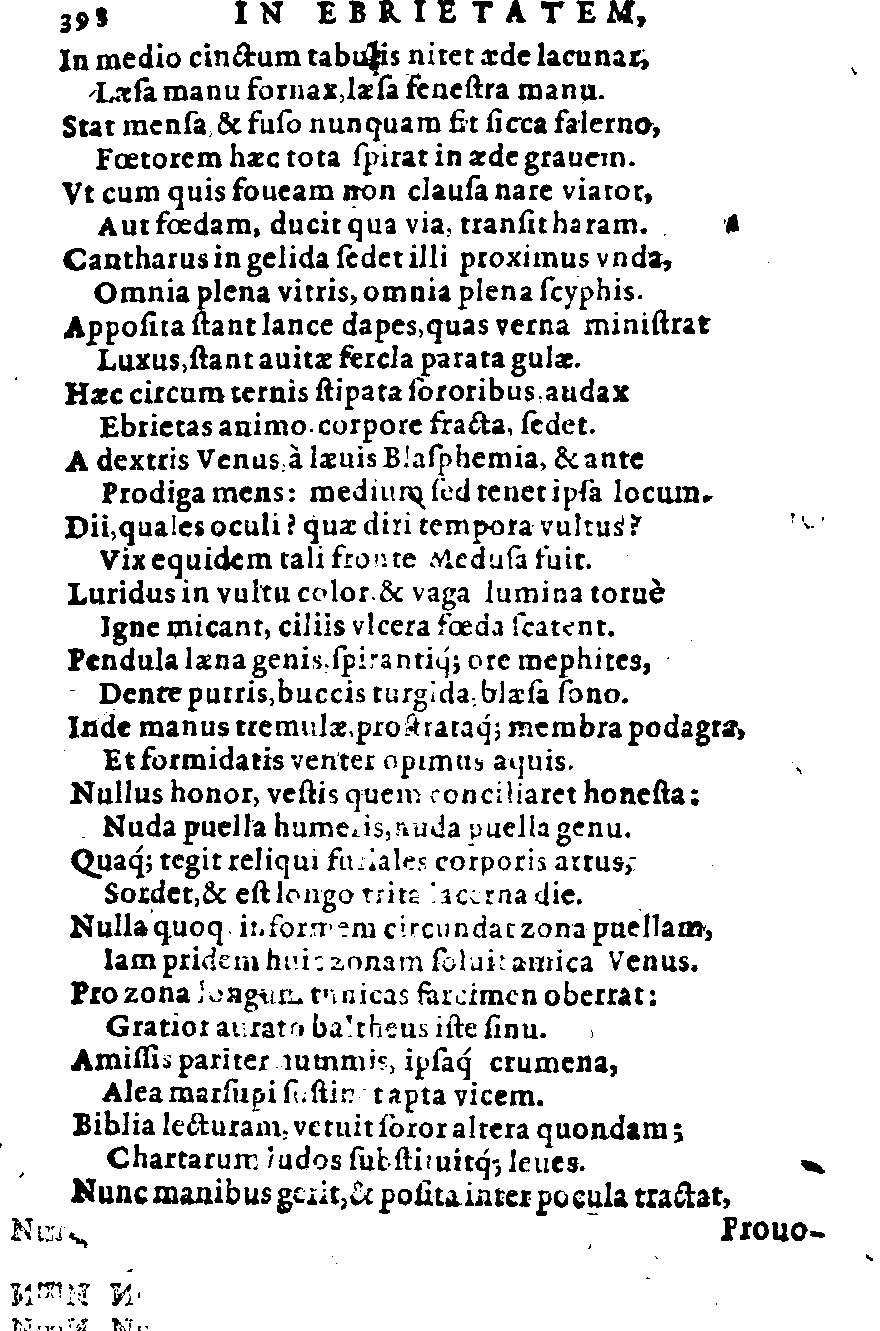 398 IN EBRIETATEM,
In medio cinctum tabulis nitet æde lacunar,
Læſa manu fornax, læſa feneſtra manu.
Stat menſa, & fuſo nunquam fit ſicca falerno,
Fœtorem hæc tota ſpirat in æde grauem.
Vt cum quis foueam non clauſa nare viator,
Aut fœdam, ducit qua via, tranſit haram.
Cantharus in gelida ſedet illi proximus vnda,
Omnia plena vitris, omnia plena ſcyphis.
Appoſita ſtant lance dapes, quas verna miniſtrat
Luxus, ſtant auitæ fercla parata gulæ.
Hæc circum ternis ſtipata ſororibus, audax
Ebrietas animo, corpore fracta, ſedet.
A dextris Venus, à læuis Blaſphemia, & ante
Prodiga mens: medium ſed tenet ipſa locum.
Dii, quales oculi? quæ diri tempora vultus?
Vix equidem tali fronte Meduſa fuit.
Luridus in vultu color, & vaga lumina toruè
Igne micant, ciliis vlcera fœda ſcatent.
Pendula læna genis, ſpirantiq́; ore mephites,
Dente putris, buccis turgida, blæſa ſono.
Inde manus tremulæ, proſtrataq́; membra podagra,
Et formidatis venter opimus aquis.
Nullus honor, veſtis quem conciliaret honeſta:
Nuda puella humeris, nuda puella genu.
Quaq́; tegit reliqui furiales corporis artus,
Sordet, & eſt longo trita lacerna die.
Nulla quoq informem circundat zona puellam,
Iam pridem huic zonam ſoluit amica Venus.
Pro zona longum tunicas farcimen oberrat:
Gratior aurato baltheus iſte ſinu.
Amiſſis pariter nummis, ipſaq́ crumena,
Alea marſupi ſuſtinet apta vicem.
Biblia lecturam, vetuit ſoror altera quondam;
Chartarum ludos ſubſtituitq́; leues.
Nunc manibus gerit, & poſita inter pocula tractat,
Prouo-